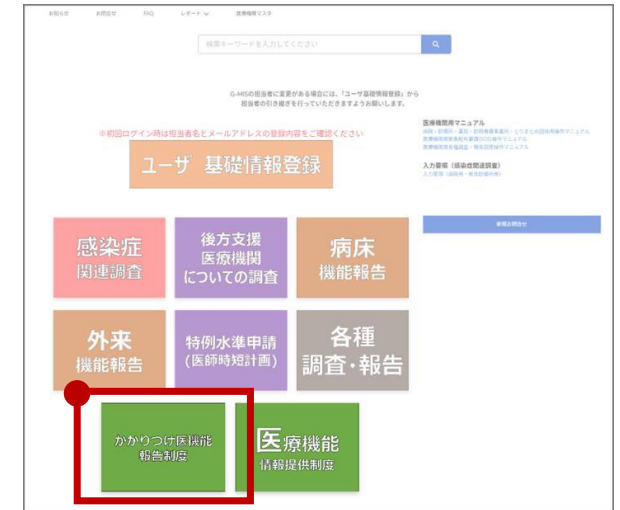 お知らせ お問合せ FAQ レポート 医療機関マスタ
検索キーワードを入力してください
G-MISの担当者に変更がある場合には、「ユーザ基礎情報登録」から
担当者の引き継ぎを行っていただきますようお願いします。
※初回ログイン時は担当者名とメールアドレスの登録内容をご確認ください
ユーザ 基礎情報登録
医療機関用マニュアル
入力要領（感染症関連調査）
新規お問合せ
感染症
関連調査
後方支援
医療機関
についての調査
病床
機能報告
外来
機能報告
特例水準申請
(医師時短計画)
各種
調査・報告
かかりつけ医機能
報告制度
医療機能
情報提供制度